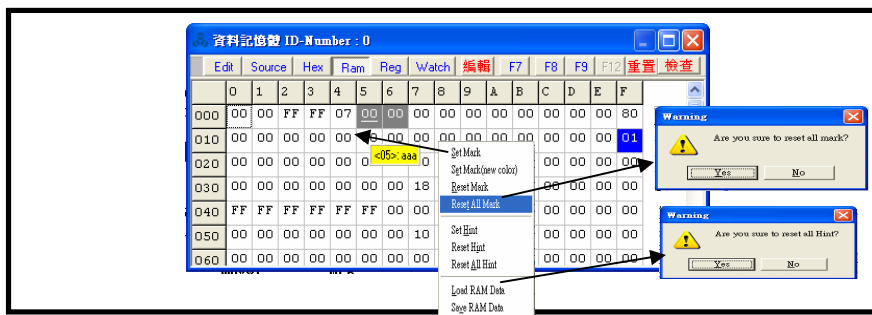 資料記憶體 ID-Number : 0
Edit Source Hex Ram Reg Watch 編輯 F7 F8 F9 F12 重置 檢查
0 1 2 3 4 5 6 7 8 9 A B C D E F
000 00 00 FF FF 07 00 00 00 00 00 00 00 00 00 00 80
010 00 00 00 00 00 00 00 00 00 00 00 00 00 00 00 01
020 00 00 00 00 00 00 00 00 00
<05>: aaa
030 00 00 00 00 00 00 00 18 00 00 00 00
040 FF FF FF FF FF FF 00 00 00 00 00 00
050 00 00 00 00 00 00 00 10 00 00 00 00
060 00 00 00 00 00 00 00 00 00 00 00 00
Set Mark
Set Mark(new color)
Reset Mark
Reset All Mark
Set Hint
Reset Hint
Reset All Hint
Load RAM Data
Save RAM Data
Warning
Are you sure to reset all mark?
Yes No
Warning
Are you sure to reset all Hint?
Yes No